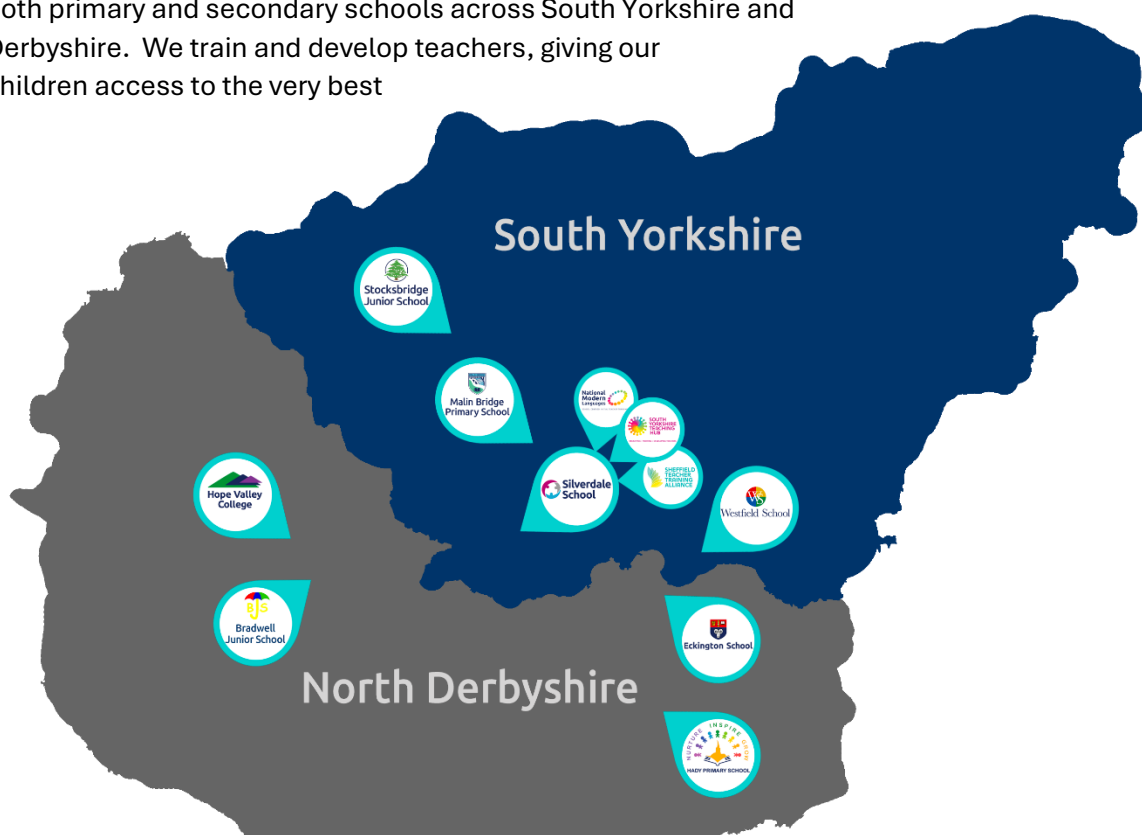 oth primary and secondary schools across South Yorkshire and
Derbyshire.  We train and develop teachers, giving our
children access to the very best
South Yorkshire
Stocksbridge
Junior School
Malin Bridge
Primary School
National
Modern
Languages
SOUTH
YORKSHIRE
TEACHING
HUB
Silverdale
School
SHEFFIELD
TEACHER
TRAINING
ALLIANCE
Westfield School
Hope Valley
College
BJS
Bradwell
Junior School
North Derbyshire
Eckington School
NURTURE INSPIRE GROW
HADY PRIMARY SCHOOL